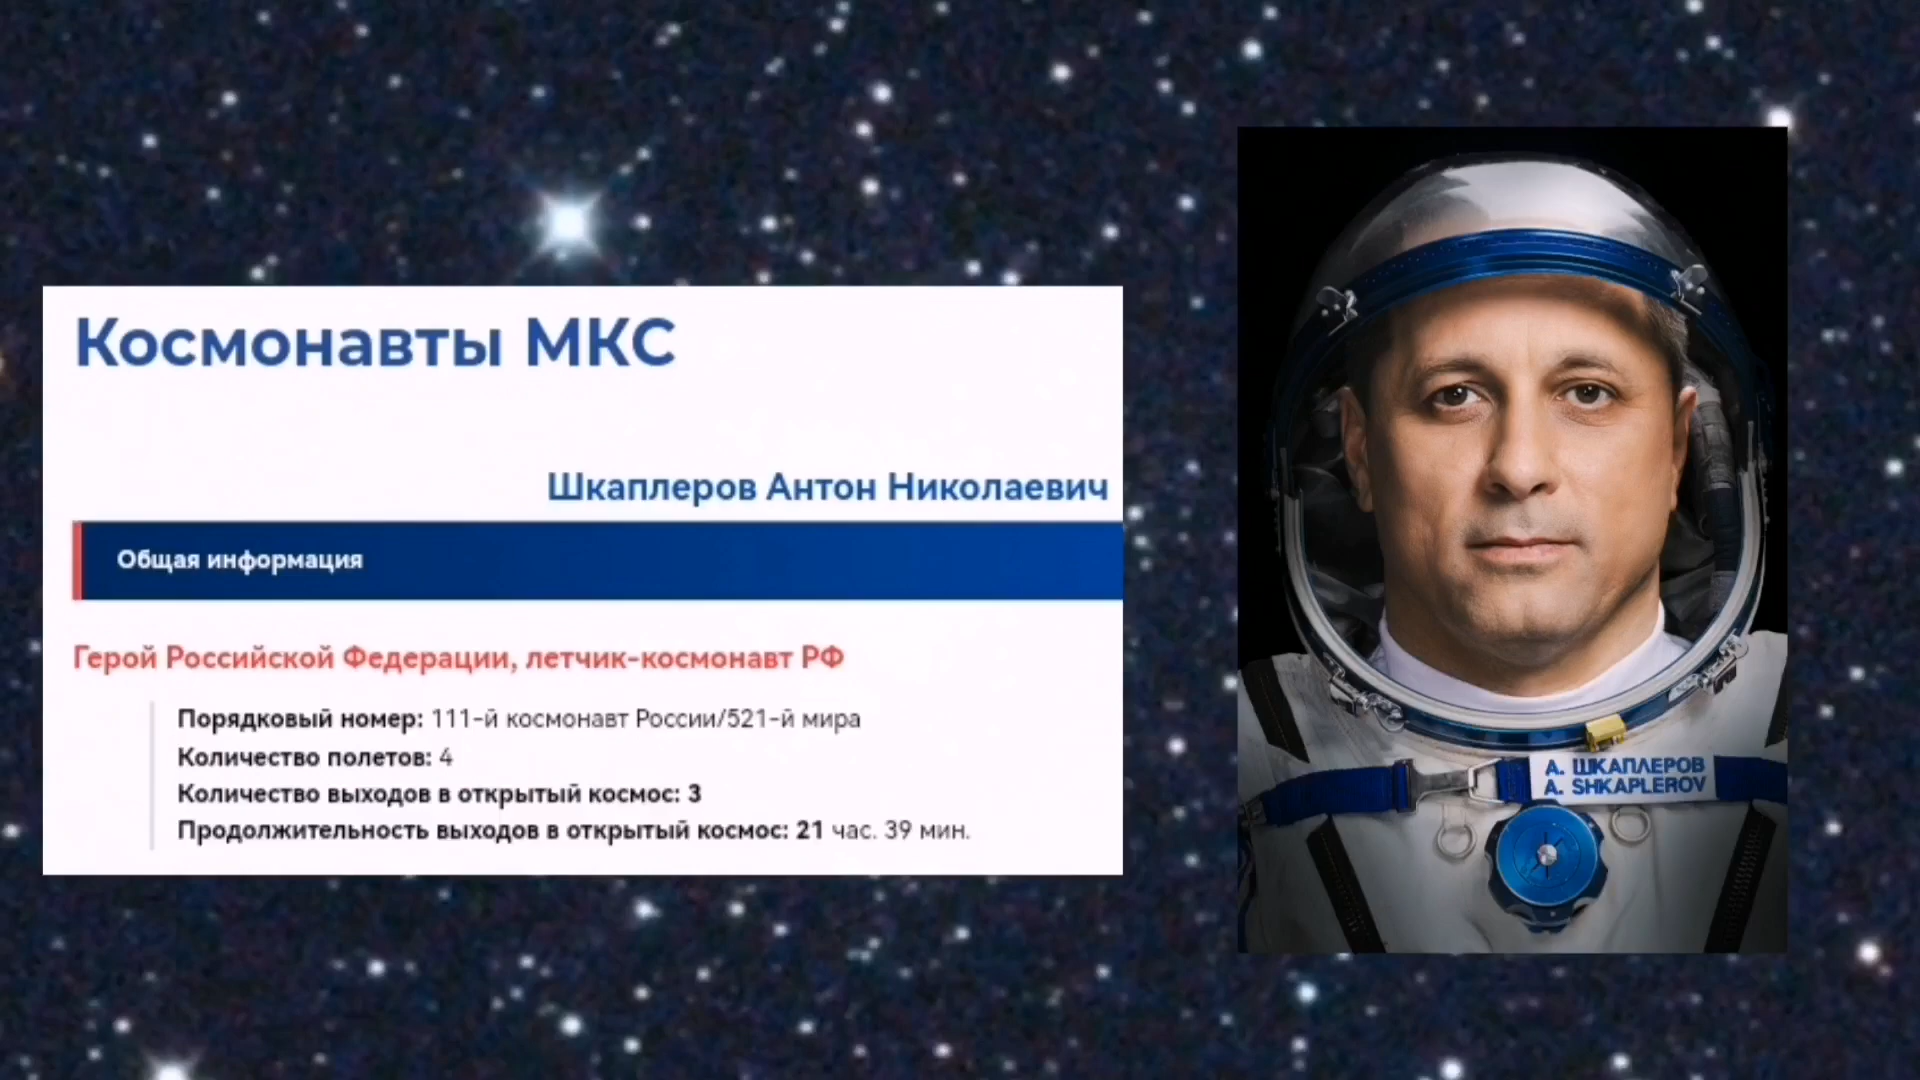 Космонавты МКС
Шкаплеров Антон Николаевич
Общая информация
Герой Российской Федерации, летчик-космонавт РФ
Порядковый номер: 111-й космонавт России/521-й мира
Количество полетов: 4
Количество выходов в открытый космос: 3
Продолжительность выходов в открытый космос: 21 час. 39 мин.
А. ШКАПЛЕРОВ
A. SHKAPLEROV